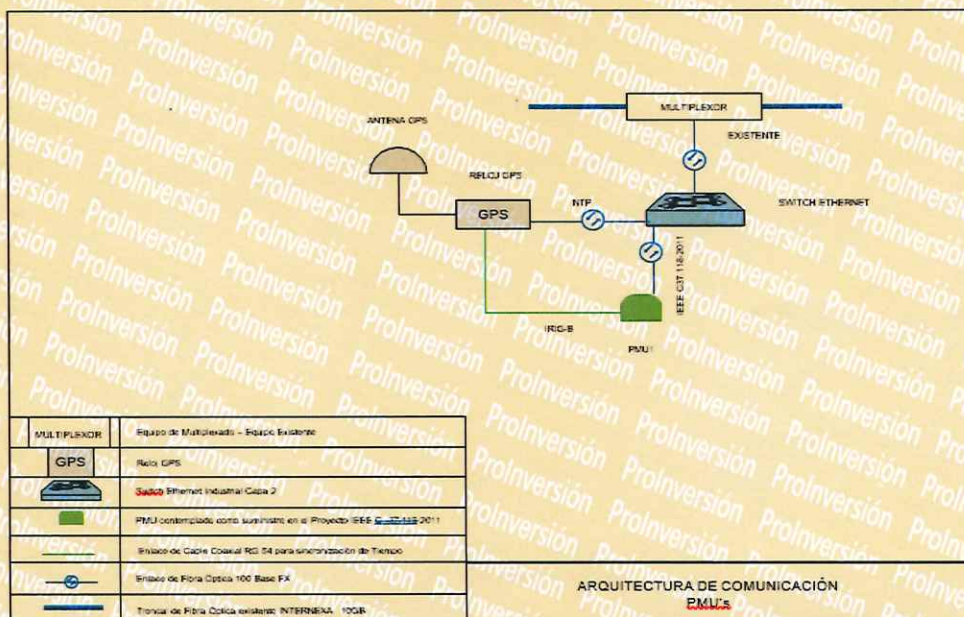 ProInversión
MULTIPLEXOR
EXISTENTE
ANTENA GPS
RELOJ GPS
GPS
NTP
SWITCH ETHERNET
IEEE C37.118-2011
IRIG-B
PMU1
MULTIPLEXOR
Equipo de Multiplexado – Equipo Existente
GPS
Reloj GPS
Switch Ethernet Industrial Capa 2
PMU contemplado como suministro en el Proyecto IEEE 2011
Enlace de Cable Coaxial RG 54 para sincronización de Tiempo
Enlace de Fibra Optica 100 Base FX
Troncal de Fibra Optica existente INTERNEXA 10GB
ARQUITECTURA DE COMUNICACIÓN
PMU's